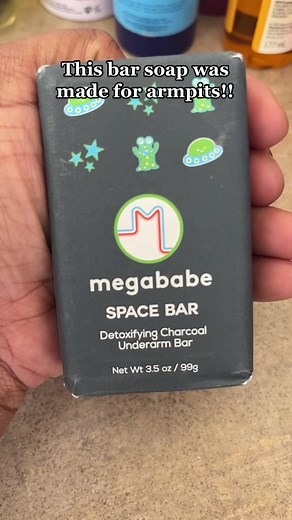 This bar soap was
made for armpits!!
megababe
SPACE BAR
Detoxifying Charcoal
Underarm Bar
Net Wt 3.5 oz / 99g